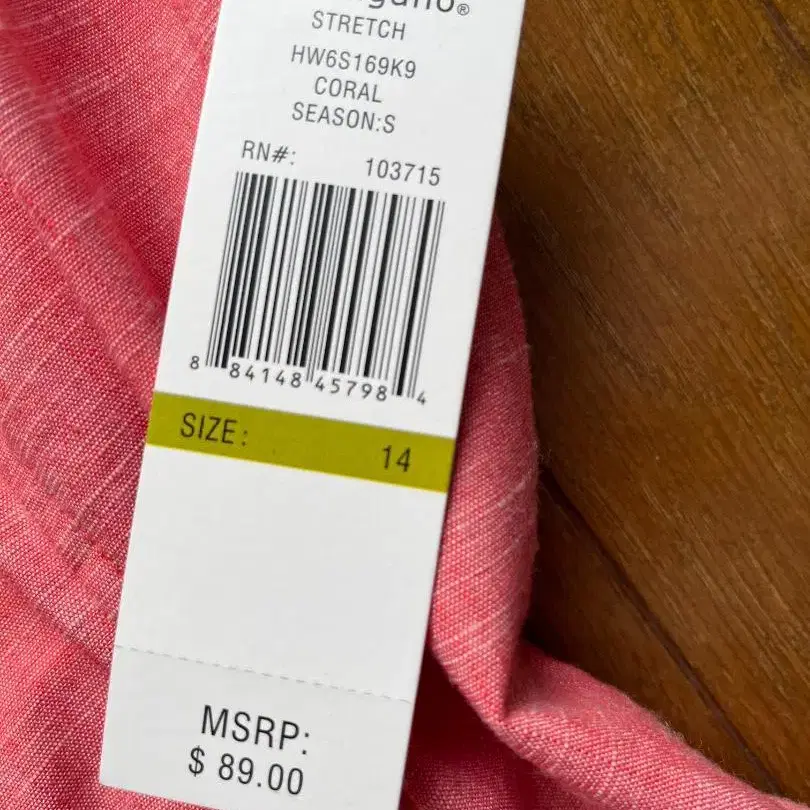 STRETCH
HW6S169K9
CORAL
SEASON:S
RN#: 103715
8 84148 45798 4
SIZE: 14
MSRP:
$ 89.00